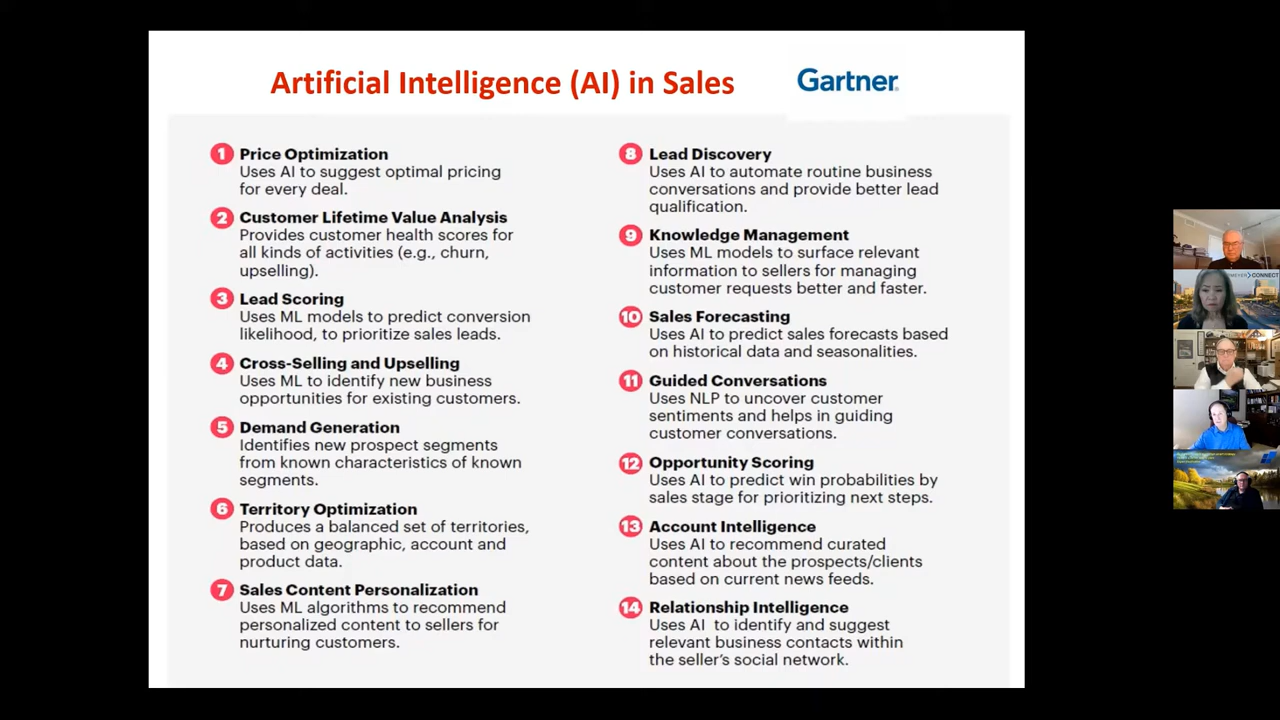 Artificial Intelligence (AI) in Sales
Gartner®
1 Price Optimization
Uses AI to suggest optimal pricing
for every deal.
2 Customer Lifetime Value Analysis
Provides customer health scores for
all kinds of activities (e.g., churn,
upselling).
3 Lead Scoring
Uses ML models to predict conversion
likelihood, to prioritize sales leads.
4 Cross-Selling and Upselling
Uses ML to identify new business
opportunities for existing customers.
5 Demand Generation
Identifies new prospect segments
from known characteristics of known
segments.
6 Territory Optimization
Produces a balanced set of territories,
based on geographic, account and
product data.
7 Sales Content Personalization
Uses ML algorithms to recommend
personalized content to sellers for
nurturing customers.
8 Lead Discovery
Uses AI to automate routine business
conversations and provide better lead
qualification.
9 Knowledge Management
Uses ML models to surface relevant
information to sellers for managing
customer requests better and faster.
10 Sales Forecasting
Uses AI to predict sales forecasts based
on historical data and seasonalities.
11 Guided Conversations
Uses NLP to uncover customer
sentiments and helps in guiding
customer conversations.
12 Opportunity Scoring
Uses AI to predict win probabilities by
sales stage for prioritizing next steps.
13 Account Intelligence
Uses AI to recommend curated
content about the prospects/clients
based on current news feeds.
14 Relationship Intelligence
Uses AI to identify and suggest
relevant business contacts within
the seller's social network.
CONNECT